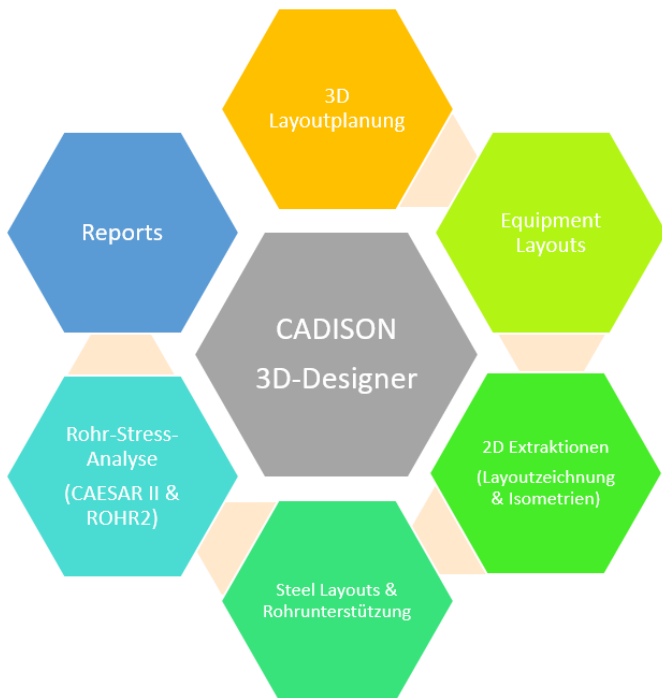 3D
Layoutplanung
Equipment
Layouts
Reports
CADISON
3D-Designer
Rohr-Stress-
Analyse
(CAESAR II &
ROHR2)
2D Extraktionen
(Layoutzeichnung
& Isometrien)
Steel Layouts &
Rohrunterstützung